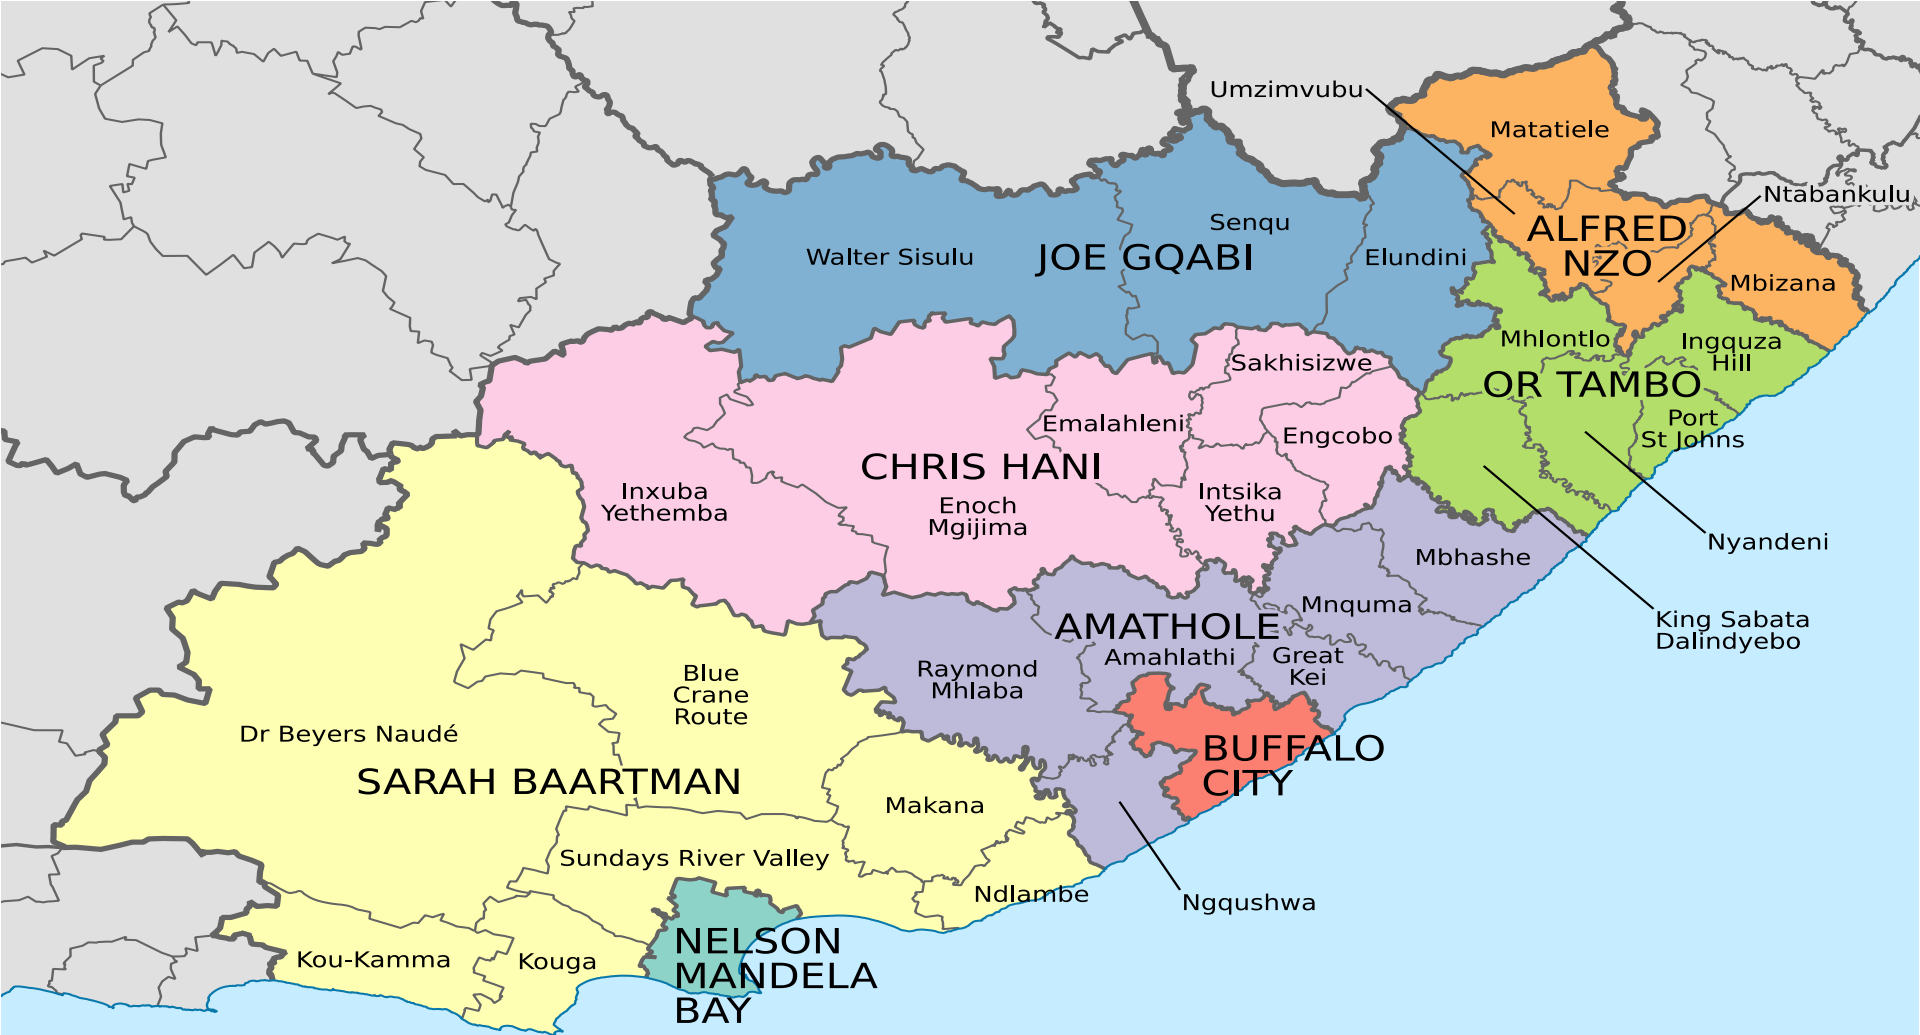 Umzimvubu
Matatiele
Ntabankulu
Senqu
ALFRED
NZO
Walter Sisulu
JOE GQABI
Elundini
Mbizana
Mhlontlo
Ingquza
Hill
Sakhisizwe
OR TAMBO
Emalahleni
Engcobo
Port
St Johns
CHRIS HANI
Inxuba
Yethemba
Enoch
Mgijima
Intsika
Yethu
Nyandeni
Mbhashe
Mnquma
King Sabata
Dalindyebo
AMATHOLE
Amahlathi
Great
Kei
Raymond
Mhlaba
Blue
Crane
Route
Dr Beyers Naudé
SARAH BAARTMAN
BUFFALO
CITY
Makana
Sundays River Valley
Ndlambe
Ngqushwa
Kou-Kamma
Kouga
NELSON
MANDELA
BAY